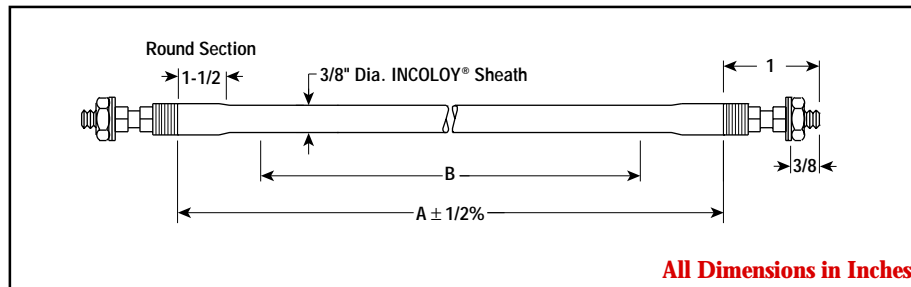 Round Section
1-1/2
3/8" Dia. INCOLOY® Sheath
1
3/8
B
A ± 1/2%
All Dimensions in Inches